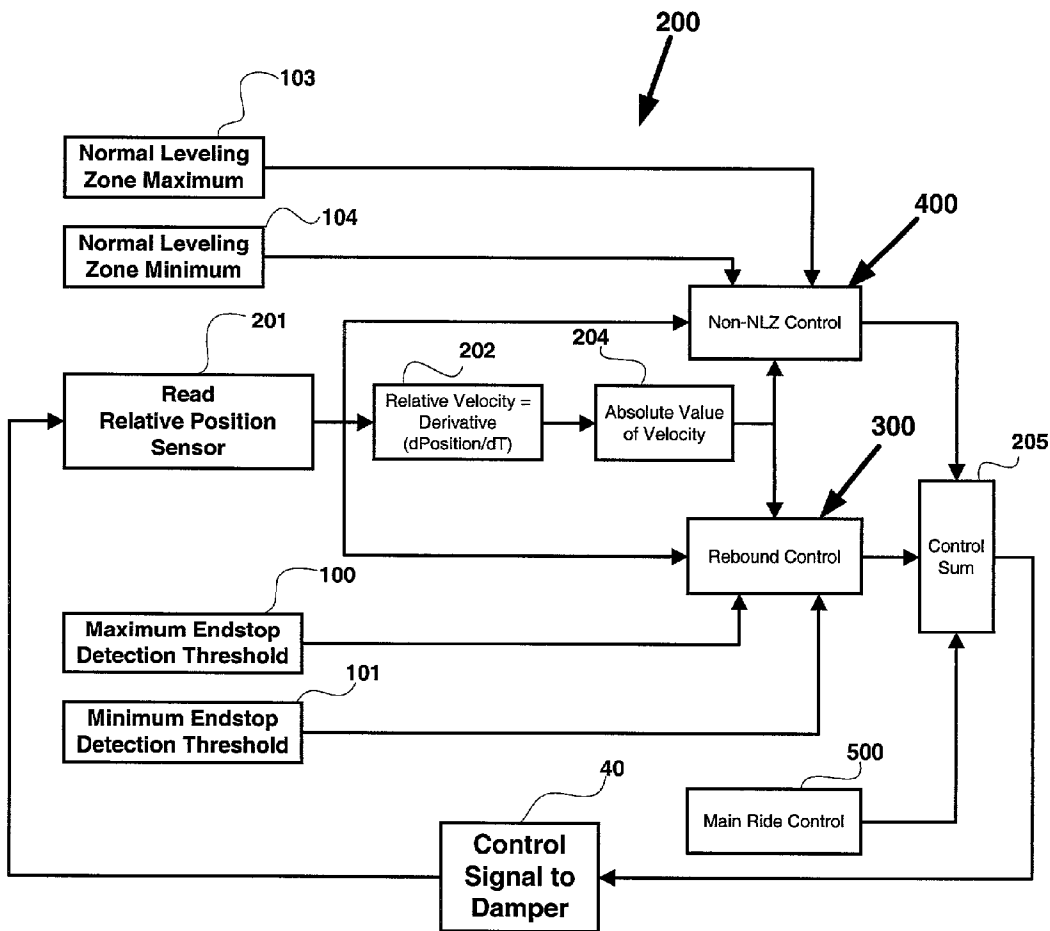 200
103
Normal Leveling
Zone Maximum
104
Normal Leveling
Zone Minimum
400
Non-NLZ Control
201
Read
Relative Position
Sensor
202
Relative Velocity =
Derivative
(dPosition/dT)
204
Absolute Value
of Velocity
300
Rebound Control
205
Control
Sum
100
Maximum Endstop
Detection Threshold
101
Minimum Endstop
Detection Threshold
500
Main Ride Control
40
Control
Signal to
Damper